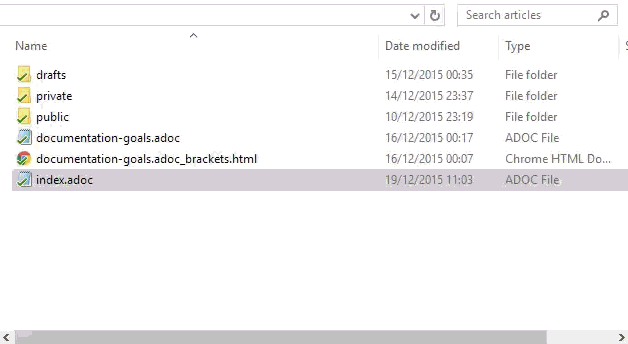 Search articles
Name Date modified Type S
drafts 15/12/2015 00:35 File folder
private 14/12/2015 23:37 File folder
public 10/12/2015 23:19 File folder
documentation-goals.adoc 16/12/2015 00:17 ADOC File
documentation-goals.adoc_brackets.html 16/12/2015 00:07 Chrome HTML Do...
index.adoc 19/12/2015 11:03 ADOC File